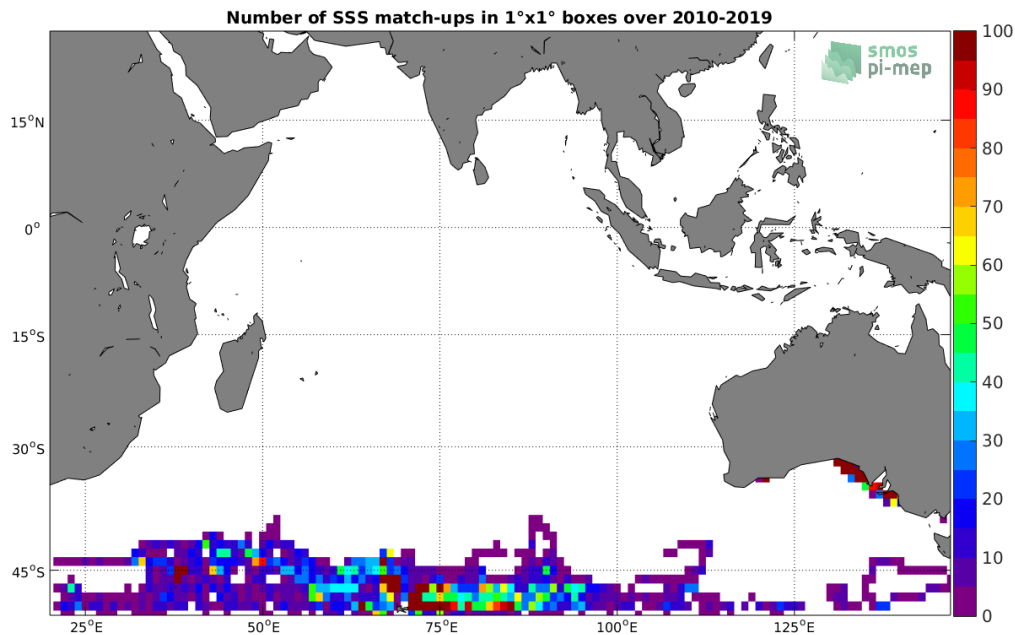 Number of SSS match-ups in 1°x1° boxes over 2010-2019
smos
pi-mep
100
90
80
70
60
50
40
30
20
10
0
15°N
0°
15°S
30°S
45°S
25°E
50°E
75°E
100°E
125°E